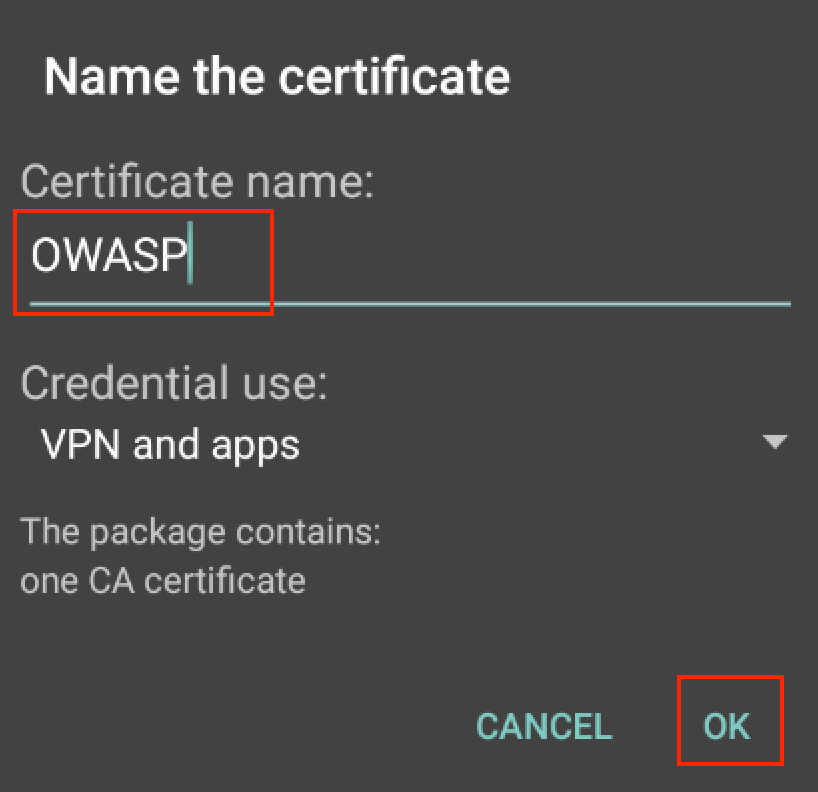 Name the certificate
Certificate name:
OWASP
Credential use:
VPN and apps
The package contains:
one CA certificate
CANCEL OK